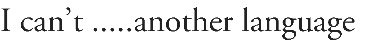 I can’t .....another language